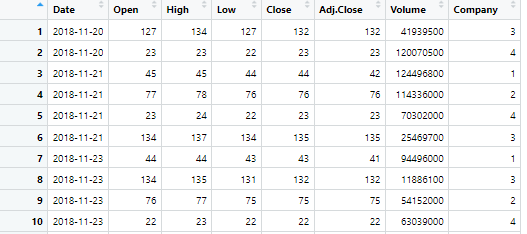 Date Open High Low Close Adj.Close Volume Company
1 2018-11-20 127 134 127 132 132 41939500 3
2 2018-11-20 23 23 22 23 23 120070500 4
3 2018-11-21 45 45 44 44 42 124496800 1
4 2018-11-21 77 78 76 76 76 114336000 2
5 2018-11-21 23 24 22 23 23 70302000 4
6 2018-11-21 134 137 134 135 135 25469700 3
7 2018-11-23 44 44 43 43 41 94496000 1
8 2018-11-23 134 135 131 132 132 11886100 3
9 2018-11-23 76 77 75 75 75 54152000 2
10 2018-11-23 22 23 22 22 22 63039000 4